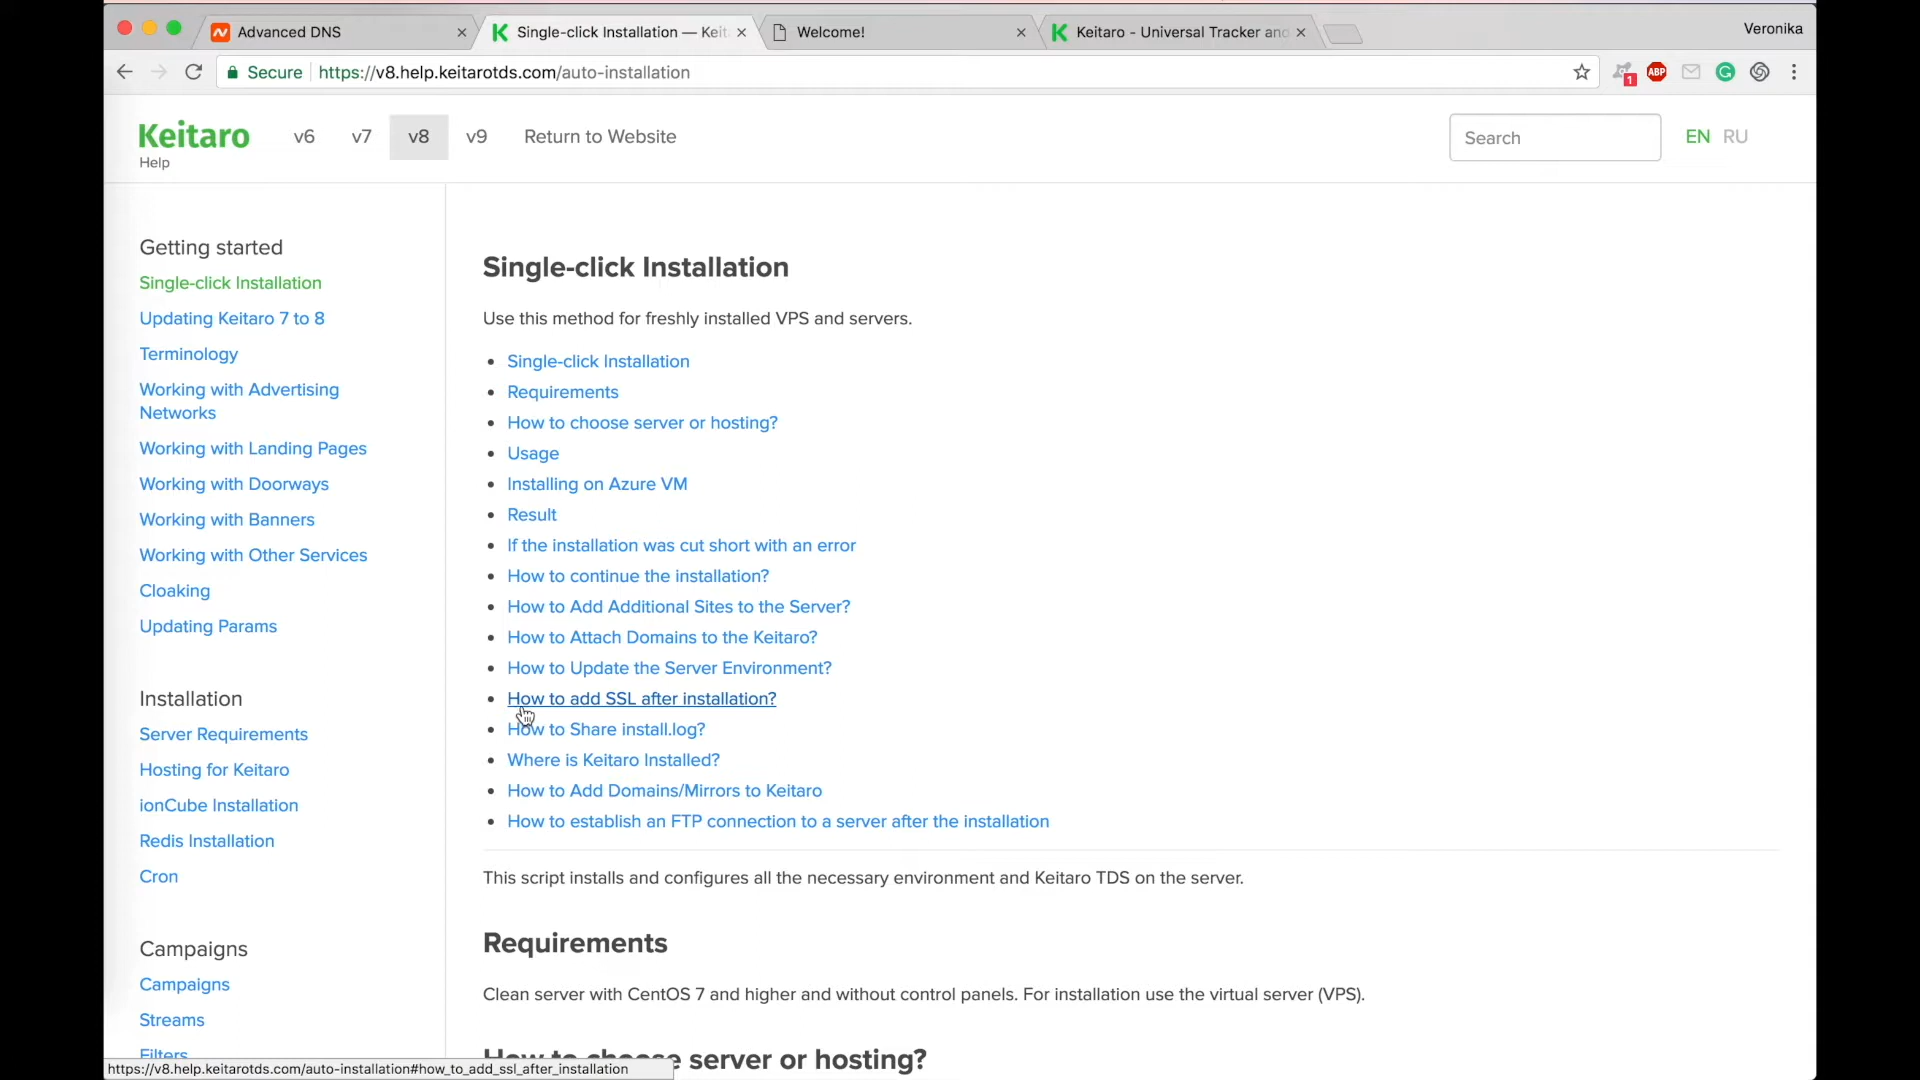 Advanced DNS
Single-click Installation — Keit
Welcome!
Keitaro - Universal Tracker and
Veronika
Secure
https://v8.help.keitarotds.com/auto-installation
1
ABP
Keitaro
Help
v6
v7
v8
v9
Return to Website
Search
EN RU
Getting started
Single-click Installation
Updating Keitaro 7 to 8
Terminology
Working with Advertising
Networks
Working with Landing Pages
Working with Doorways
Working with Banners
Working with Other Services
Cloaking
Updating Params
Installation
Server Requirements
Hosting for Keitaro
ionCube Installation
Redis Installation
Cron
Campaigns
Campaigns
Streams
Filters
Single-click Installation
Use this method for freshly installed VPS and servers.
Single-click Installation
Requirements
How to choose server or hosting?
Usage
Installing on Azure VM
Result
If the installation was cut short with an error
How to continue the installation?
How to Add Additional Sites to the Server?
How to Attach Domains to the Keitaro?
How to Update the Server Environment?
How to add SSL after installation?
How to Share install.log?
Where is Keitaro Installed?
How to Add Domains/Mirrors to Keitaro
How to establish an FTP connection to a server after the installation
This script installs and configures all the necessary environment and Keitaro TDS on the server.
Requirements
Clean server with CentOS 7 and higher and without control panels. For installation use the virtual server (VPS).
How to choose server or hosting?
https://v8.help.keitarotds.com/auto-installation#how_to_add_ssl_after_installation